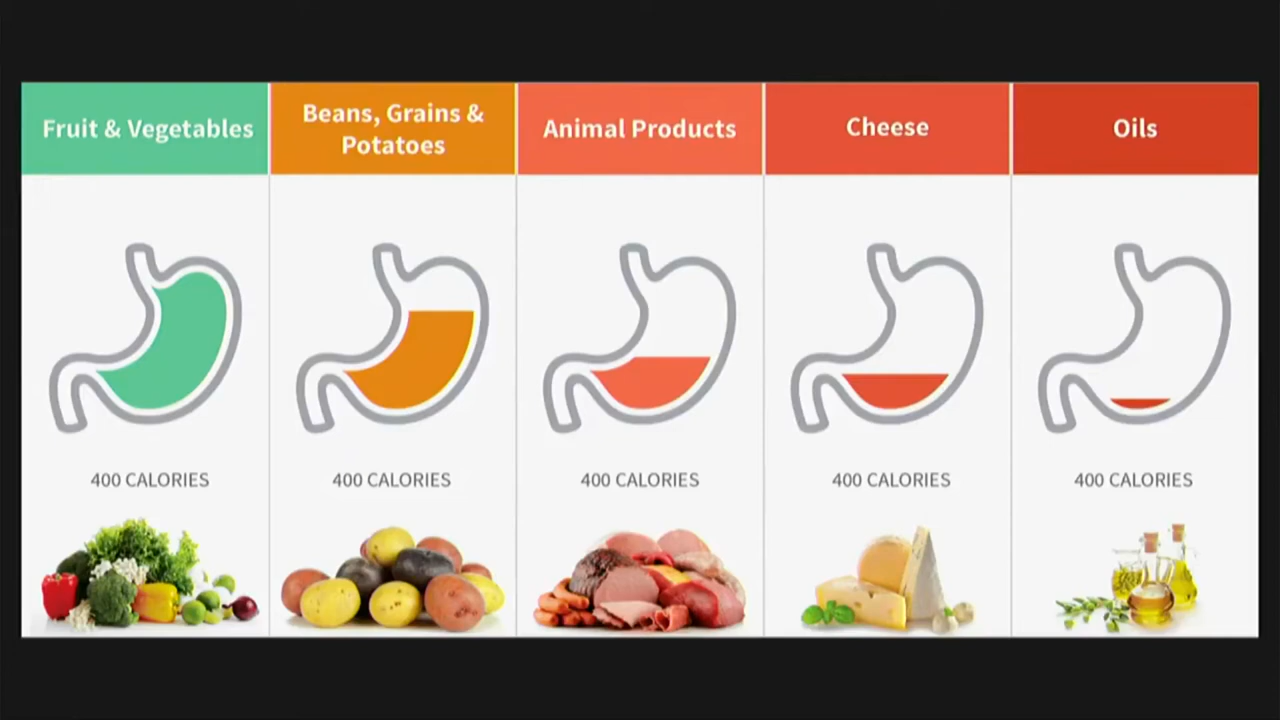 Fruit & Vegetables
Beans, Grains &
Potatoes
Animal Products
Cheese
Oils
400 CALORIES
400 CALORIES
400 CALORIES
400 CALORIES
400 CALORIES